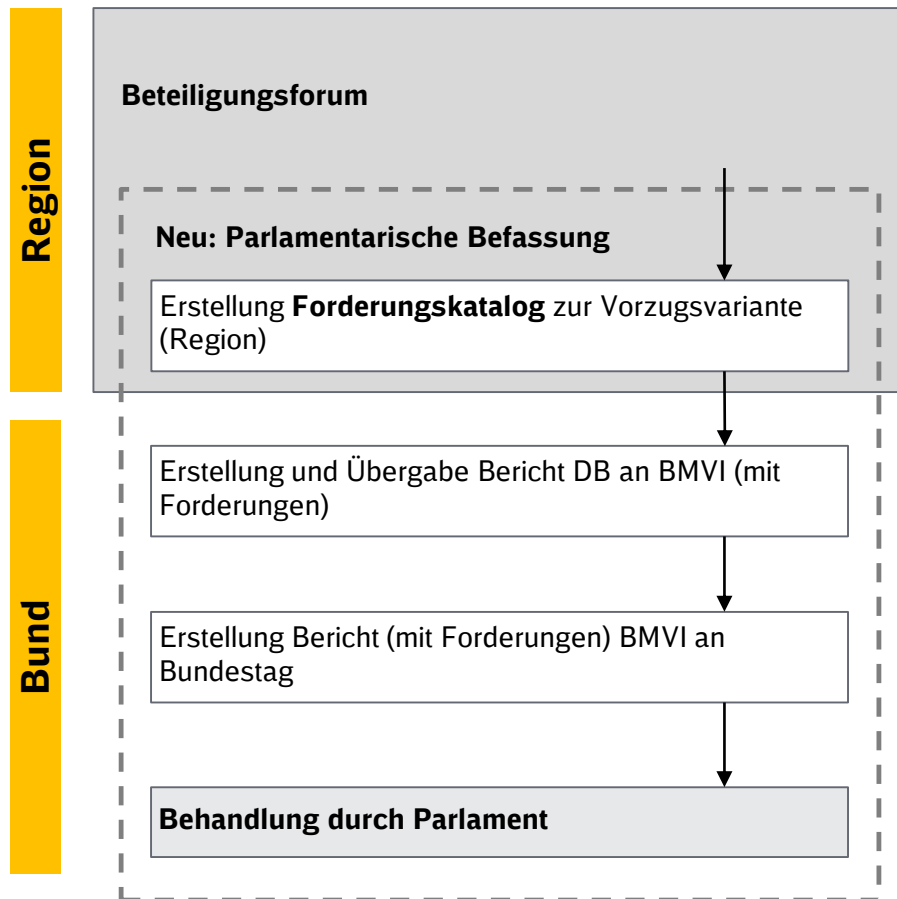 Region
Beteiligungsforum
Neu: Parlamentarische Befassung
Erstellung Forderungskatalog zur Vorzugsvariante
(Region)
Bund
Erstellung und Übergabe Bericht DB an BMVI (mit
Forderungen)
Erstellung Bericht (mit Forderungen) BMVI an
Bundestag
Behandlung durch Parlament